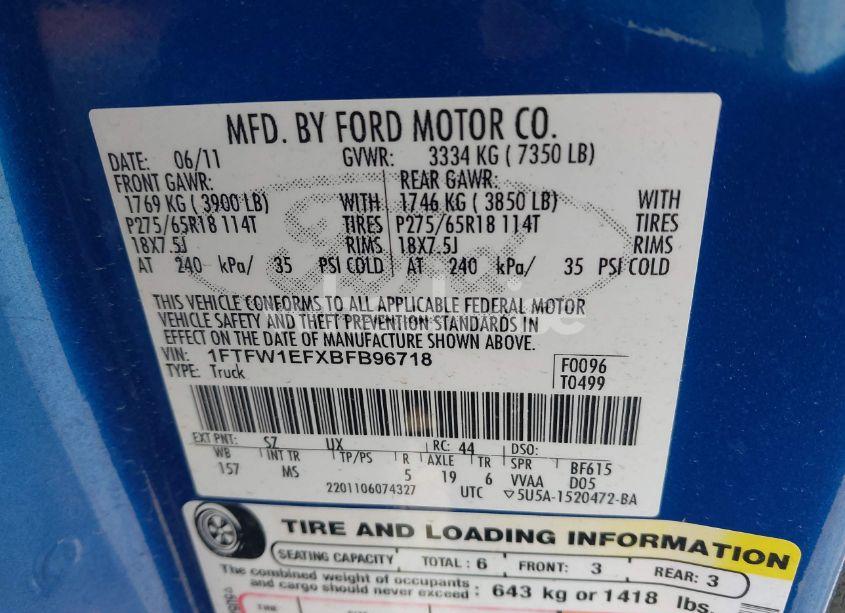 MFD. BY FORD MOTOR CO.
DATE: 06/11 GVWR: 3334 KG ( 7350 LB)
FRONT GAWR: REAR GAWR:
1769 KG ( 3900 LB) WITH 1746 KG ( 3850 LB) WITH
P275/65R18 114T TIRES P275/65R18 114T TIRES
18X7.5J RIMS 18X7.5J RIMS
AT 240 kPa/ 35 PSI COLD AT 240 kPa/ 35 PSI COLD
THIS VEHICLE CONFORMS TO ALL APPLICABLE FEDERAL MOTOR
VEHICLE SAFETY AND THEFT PREVENTION STANDARDS IN
EFFECT ON THE DATE OF MANUFACTURE SHOWN ABOVE.
VIN: 1FTFW1EFXBFB96718 F0096
TYPE: Truck T0499
EXT PNT: SZ UX RC: 44 DSO:
WB INT TR TP/PS R AXLE TR SPR BF615
157 MS 5 19 6 VVAA D05
2201106074327 UTC ▽5U5A-1520472-BA
TIRE AND LOADING INFORMATION
SEATING CAPACITY TOTAL: 6 FRONT: 3 REAR: 3
The combined weight of occupants
and cargo should never exceed: 643 kg or 1418 lbs